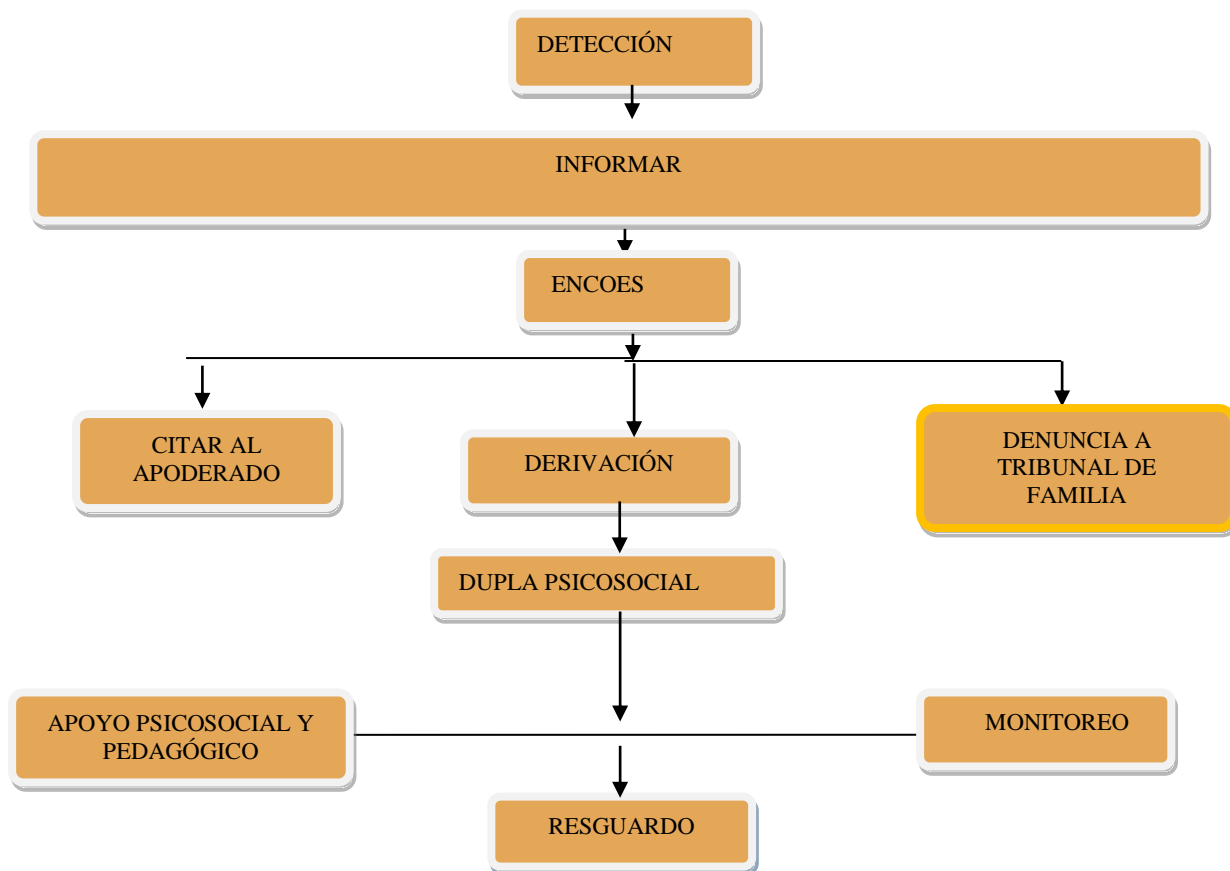 DETECCIÓN
INFORMAR
ENCOES
CITAR AL
APODERADO
DERIVACIÓN
DENUNCIA A
TRIBUNAL DE
FAMILIA
DUPLA PSICOSOCIAL
APOYO PSICOSOCIAL Y
PEDAGÓGICO
MONITOREO
RESGUARDO